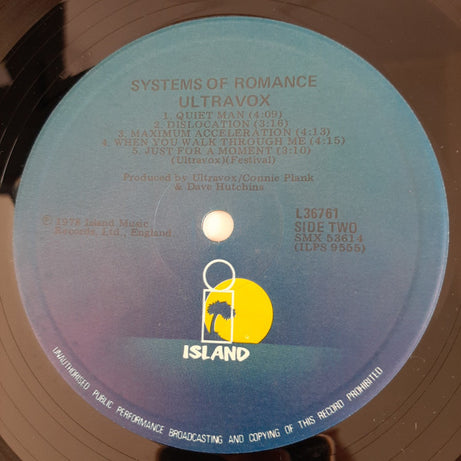 SYSTEMS OF ROMANCE
ULTRAVOX
1. QUIET MAN (4:09)
2. DISLOCATION (3:16)
3. MAXIMUM ACCELERATION (4:13)
4. WHEN YOU WALK THROUGH ME (4:15)
5. JUST FOR A MOMENT (3:10)
(Ultravox)(Festival)
Produced by Ultravox/Connie Plank
& Dave Hutchins
℗ 1978 Island Music
Records, Ltd., England.
L36761
SIDE TWO
SMX 53614
(ILPS 9555)
ISLAND
UNAUTHORISED PUBLIC PERFORMANCE BROADCASTING AND COPYING OF THIS RECORD PROHIBITED